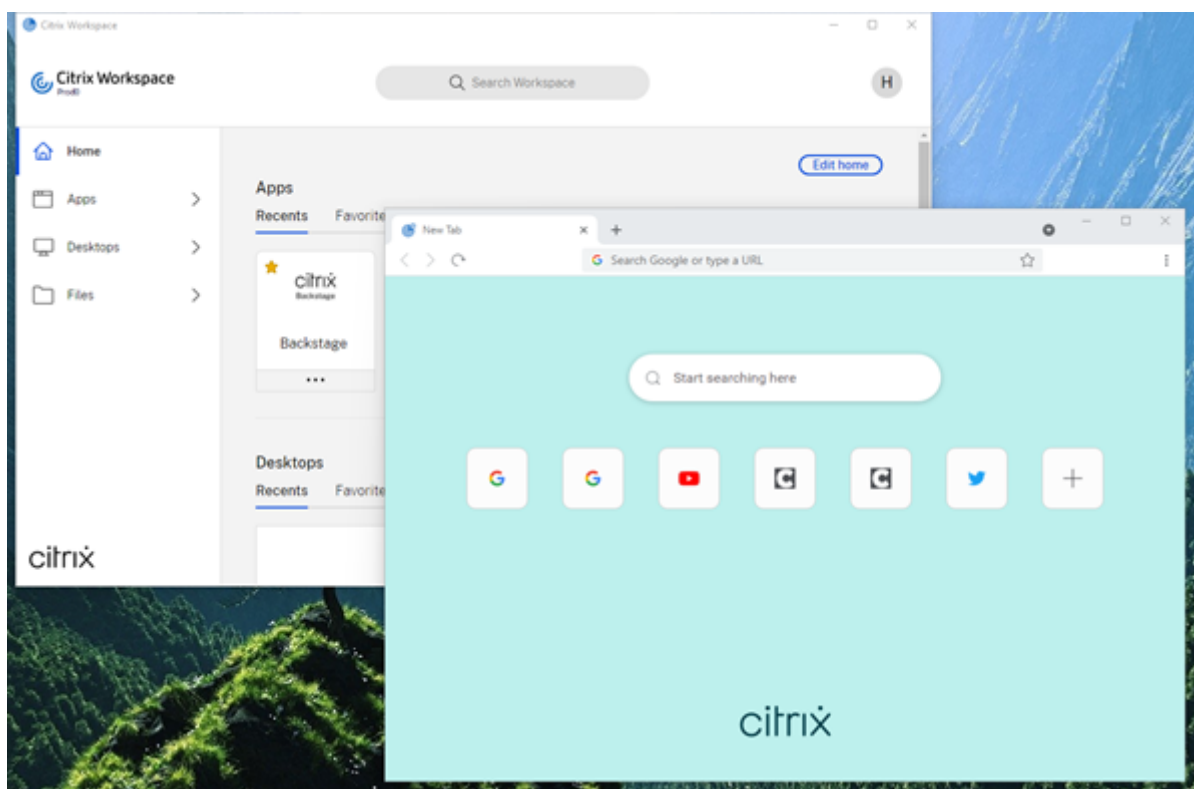 Citrix Workspace
Citrix Workspace
Search Workspace
H
Home
Edit home
Apps
Apps
Recents Favorite
Desktops
Files
citrix
Backstage
Backstage
...
Desktops
Recents Favorite
citrix
New Tab
Search Google or type a URL
Start searching here
citrix